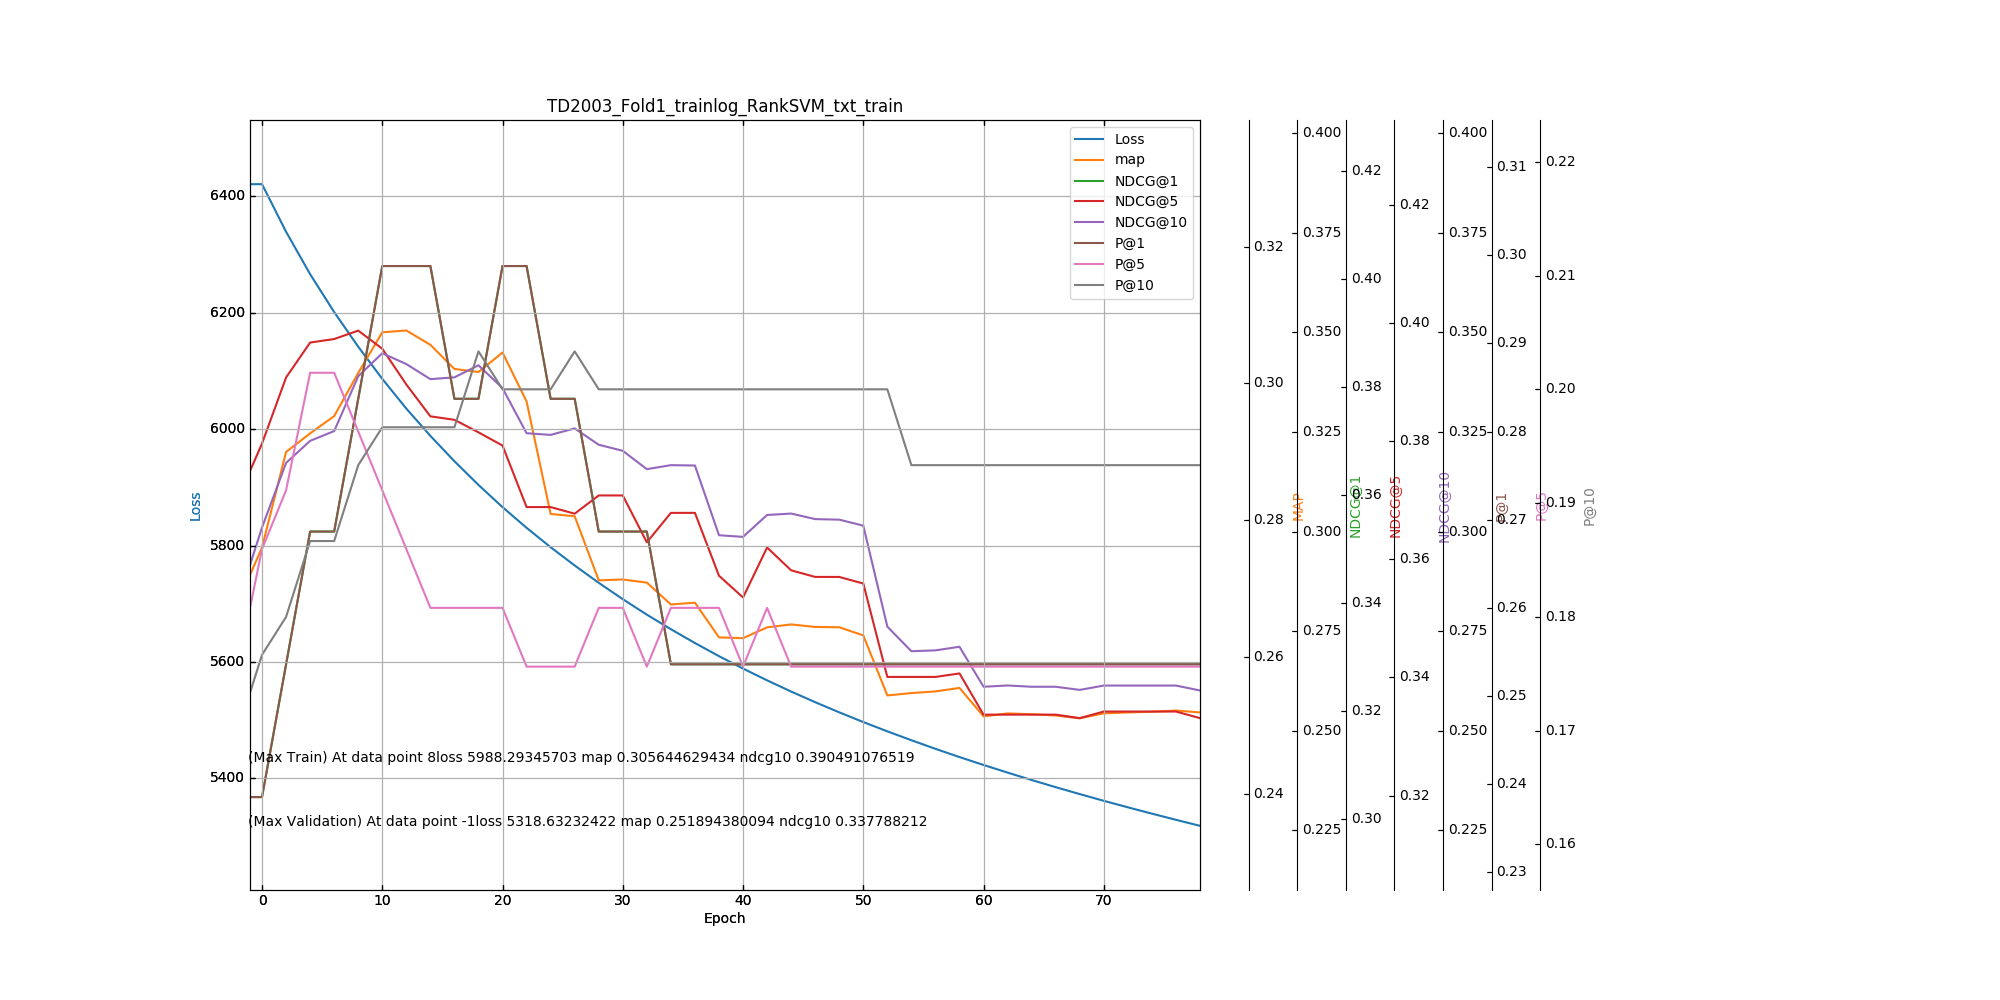 TD2003_Fold1_trainlog_RankSVM_txt_train
Loss
map
NDCG@1
NDCG@5
NDCG@10
P@1
P@5
P@10
6400
6200
6000
5800
5600
5400
Loss
(Max Train) At data point 8loss 5988.29345703 map 0.305644629434 ndcg10 0.390491076519
(Max Validation) At data point -1loss 5318.63232422 map 0.251894380094 ndcg10 0.337788212
0 10 20 30 40 50 60 70
Epoch
0.32
0.30
0.28
0.26
0.24
MAP
0.400
0.375
0.350
0.325
0.300
0.275
0.250
0.225
NDCG@1
0.42
0.40
0.38
0.36
0.34
0.32
0.30
NDCG@5
0.42
0.40
0.38
0.36
0.34
0.32
NDCG@10
0.400
0.375
0.350
0.325
0.300
0.275
0.250
0.225
P@1
0.31
0.30
0.29
0.28
0.27
0.26
0.25
0.24
0.23
P@5
0.22
0.21
0.20
0.19
0.18
0.17
0.16
P@10